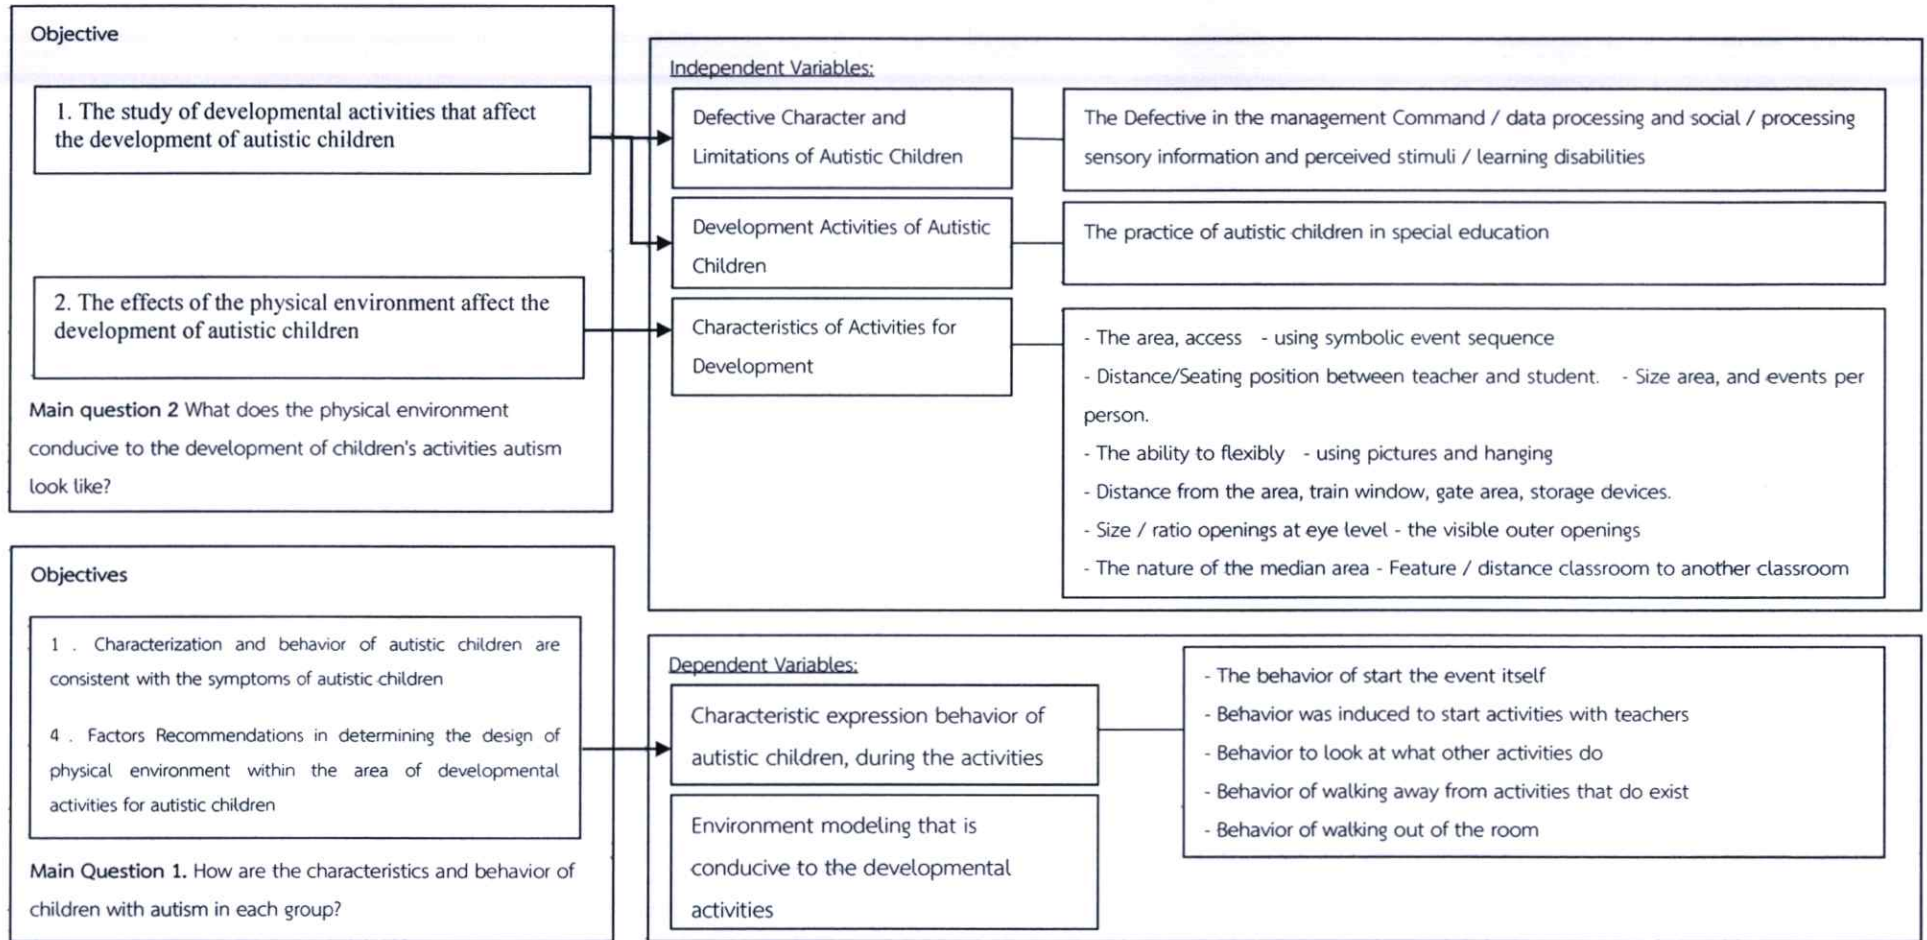 Objective
1. The study of developmental activities that affect
the development of autistic children
2. The effects of the physical environment affect the
development of autistic children
Main question 2 What does the physical environment
conducive to the development of children's activities autism
look like?
Independent Variables:
Defective Character and
Limitations of Autistic Children
The Defective in the management Command / data processing and social / processing
sensory information and perceived stimuli / learning disabilities
Development Activities of Autistic
Children
The practice of autistic children in special education
Characteristics of Activities for
Development
- The area, access - using symbolic event sequence
- Distance/Seating position between teacher and student. - Size area, and events per
person.
- The ability to flexibly - using pictures and hanging
- Distance from the area, train window, gate area, storage devices.
- Size / ratio openings at eye level - the visible outer openings
- The nature of the median area - Feature / distance classroom to another classroom
Objectives
1 . Characterization and behavior of autistic children are
consistent with the symptoms of autistic children
4 . Factors Recommendations in determining the design of
physical environment within the area of developmental
activities for autistic children
Main Question 1. How are the characteristics and behavior of
children with autism in each group?
Dependent Variables:
Characteristic expression behavior of
autistic children, during the activities
Environment modeling that is
conducive to the developmental
activities
- The behavior of start the event itself
- Behavior was induced to start activities with teachers
- Behavior to look at what other activities do
- Behavior of walking away from activities that do exist
- Behavior of walking out of the room